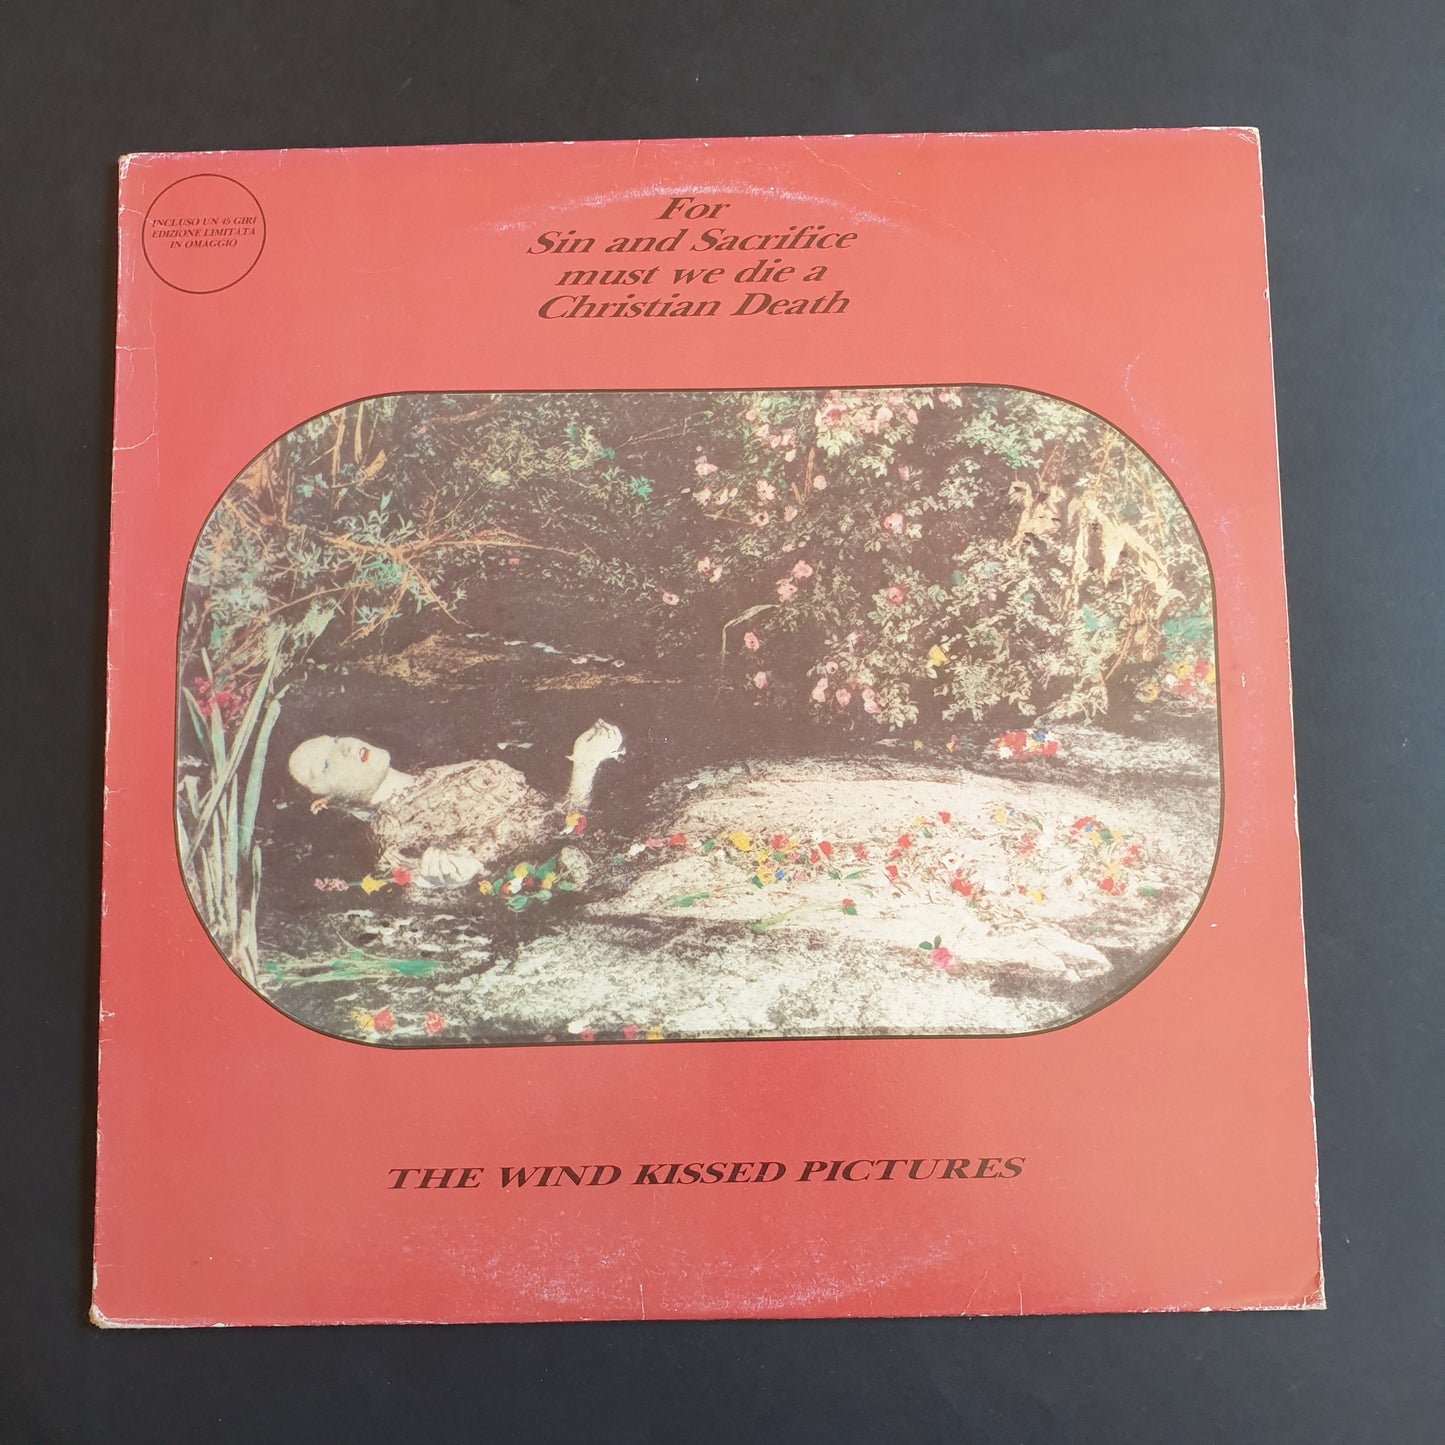 INCLUSO UN 45 GIRI
EDIZIONE LIMITATA
IN OMAGGIO
For
Sin and Sacrifice
must we die a
Christian Death
THE WIND KISSED PICTURES